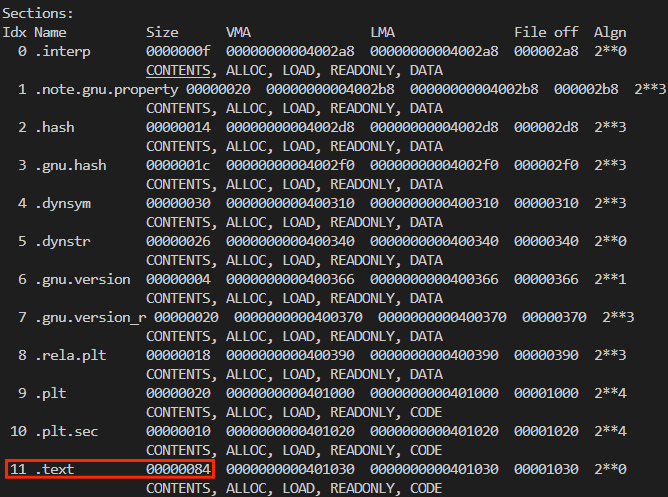 Sections:
Idx Name Size VMA LMA File off Algn
0 .interp 0000000f 00000000004002a8 00000000004002a8 000002a8 2**0
CONTENTS, ALLOC, LOAD, READONLY, DATA
1 .note.gnu.property 00000020 00000000004002b8 00000000004002b8 000002b8 2**3
CONTENTS, ALLOC, LOAD, READONLY, DATA
2 .hash 00000014 00000000004002d8 00000000004002d8 000002d8 2**3
CONTENTS, ALLOC, LOAD, READONLY, DATA
3 .gnu.hash 0000001c 00000000004002f0 00000000004002f0 000002f0 2**3
CONTENTS, ALLOC, LOAD, READONLY, DATA
4 .dynsym 00000030 0000000000400310 0000000000400310 00000310 2**3
CONTENTS, ALLOC, LOAD, READONLY, DATA
5 .dynstr 00000026 0000000000400340 0000000000400340 00000340 2**0
CONTENTS, ALLOC, LOAD, READONLY, DATA
6 .gnu.version 00000004 0000000000400366 0000000000400366 00000366 2**1
CONTENTS, ALLOC, LOAD, READONLY, DATA
7 .gnu.version_r 00000020 0000000000400370 0000000000400370 00000370 2**3
CONTENTS, ALLOC, LOAD, READONLY, DATA
8 .rela.plt 00000018 0000000000400390 0000000000400390 00000390 2**3
CONTENTS, ALLOC, LOAD, READONLY, DATA
9 .plt 00000020 0000000000401000 0000000000401000 00001000 2**4
CONTENTS, ALLOC, LOAD, READONLY, CODE
10 .plt.sec 00000010 0000000000401020 0000000000401020 00001020 2**4
CONTENTS, ALLOC, LOAD, READONLY, CODE
11 .text 00000084 0000000000401030 0000000000401030 00001030 2**0
CONTENTS, ALLOC, LOAD, READONLY, CODE